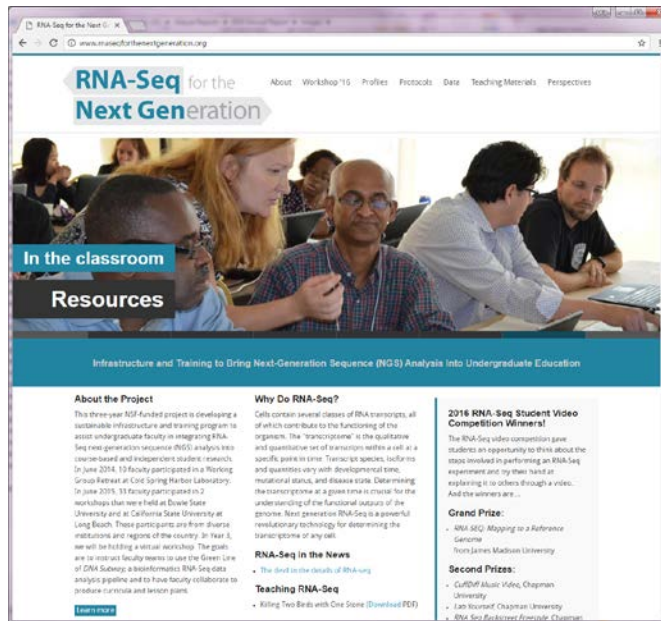 RNA-Seq for the Next G
www.rnaseqforthenextgeneration.org
RNA-Seq for the
Next Generation
About Workshop'16 Profiles Protocols Data Teaching Materials Perspectives
In the classroom
Resources
Infrastructure and Training to Bring Next-Generation Sequence (NGS) Analysis Into Undergraduate Education
About the Project
This three-year NSF-funded project is developing a
sustainable infrastructure and training program to
assist undergraduate faculty in integrating RNA-
Seq next-generation sequence (NGS) analysis into
course-based and independent student research.
In June 2014, 10 faculty participated in a Working
Group Retreat at Cold Spring Harbor Laboratory.
In June 2015, 33 faculty participated in 2
workshops that were held at Bowie State
University and at California State University at
Long Beach. These participants are from diverse
institutions and regions of the country. In Year 3,
we will be holding a virtual workshop. The goals
are to instruct faculty teams to use the Green Line
of DNA Subway, a bioinformatics RNA-Seq data
analysis pipeline and to have faculty collaborate to
produce curricula and lesson plans.
Learn more
Why Do RNA-Seq?
Cells contain several classes of RNA transcripts, all
of which contribute to the functioning of the
organism. The "transcriptome" is the qualitative
and quantitative set of transcripts within a cell at a
specific point in time. Transcript species, isoforms
and quantities vary with developmental time,
mutational status, and disease state. Determining
the transcriptome at a given time is crucial for the
understanding of the functional outputs of the
genome. Next generation RNA-Seq is a powerful
revolutionary technology for determining the
transcriptome of any cell.
RNA-Seq in the News
• The devil in the details of RNA-seq
Teaching RNA-Seq
• Killing Two Birds with One Stone (Download PDF)
2016 RNA-Seq Student Video
Competition Winners!
The RNA-Seq video competition gave
students an opportunity to think about the
steps involved in performing an RNA-Seq
experiment and try their hand at
explaining it to others through a video.
And the winners are...
Grand Prize:
• RNA-SEQ: Mapping to a Reference
Genome
from James Madison University
Second Prizes:
• CuffDiff Music Video, Chapman
University
• Lab Yourself, Chapman University
• RNA Seq Backstreet Freestyle, Chapman